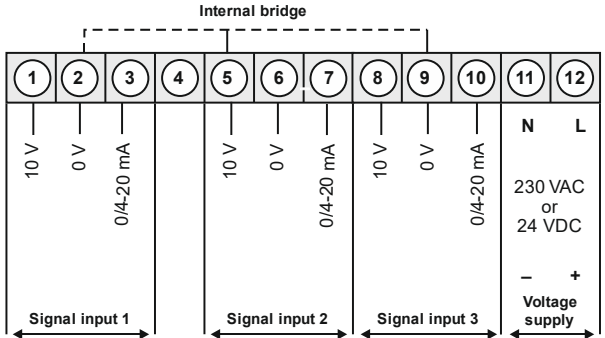 Internal bridge
1 2 3 4 5 6 7 8 9 10 11 12
10 V
0 V
0/4-20 mA
10 V
0 V
0/4-20 mA
10 V
0 V
0/4-20 mA
N L
230 VAC
or
24 VDC
– +
Signal input 1
Signal input 2
Signal input 3
Voltage
supply